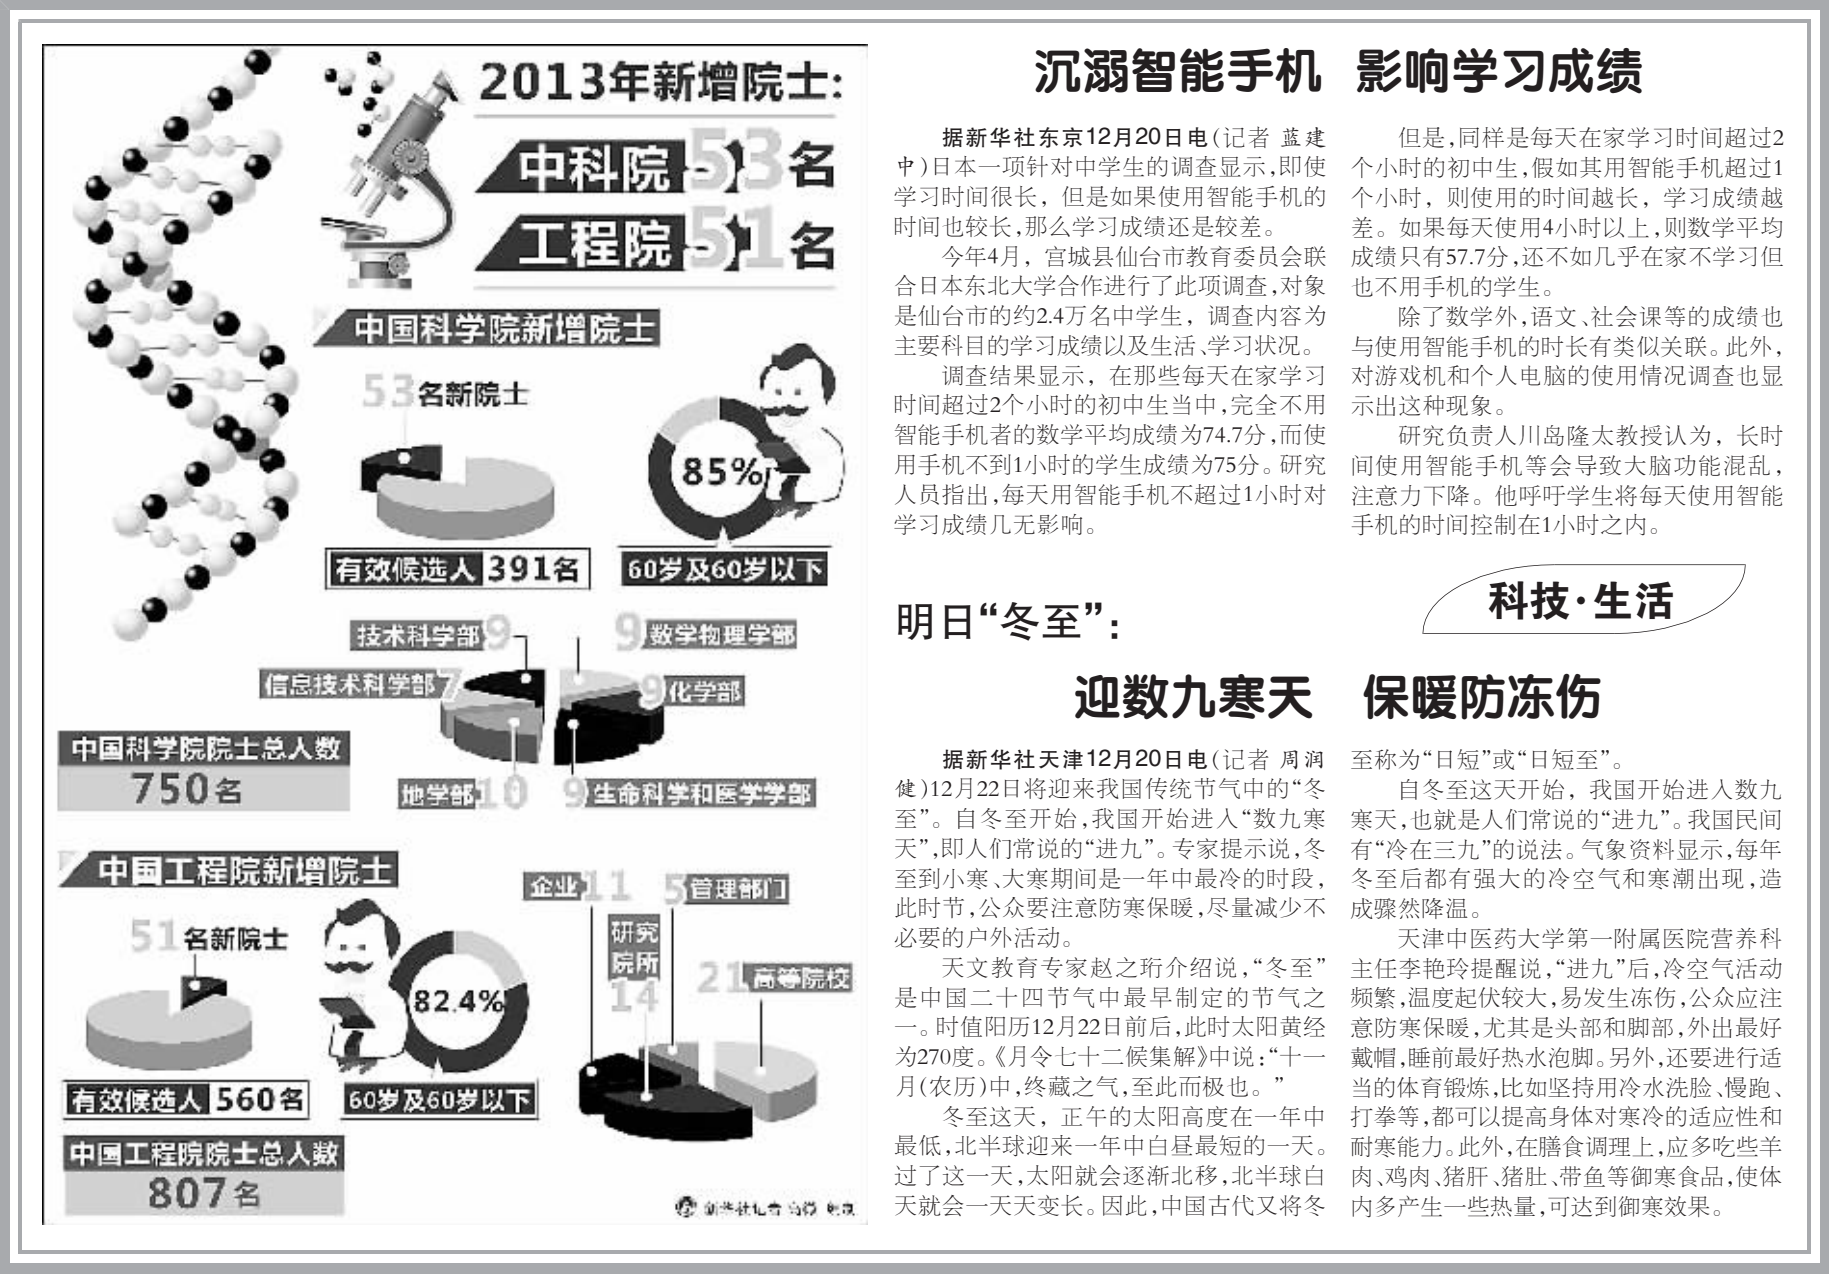 2013年新增院士:
中科院 53名
工程院 51名
中国科学院新增院士
53名新院士
85%
有效候选人 391名
60岁及60岁以下
技术科学部 9
9 数学物理学部
信息技术科学部 7
9 化学部
地学部 10
9 生命科学和医学学部
中国科学院院士总人数
750名
中国工程院新增院士
51名新院士
82.4%
有效候选人 560名
60岁及60岁以下
企业 11
5 管理部门
研究
院所
14
21 高等院校
中国工程院院士总人数
807名
新华社记者
沉溺智能手机 影响学习成绩
据新华社东京12月20日电(记者 蓝建
中)日本一项针对中学生的调查显示,即使
学习时间很长,但是如果使用智能手机的
时间也较长,那么学习成绩还是较差。
今年4月,宫城县仙台市教育委员会联
合日本东北大学合作进行了此项调查,对象
是仙台市的约2.4万名中学生,调查内容为
主要科目的学习成绩以及生活、学习状况。
调查结果显示,在那些每天在家学习
时间超过2个小时的初中生当中,完全不用
智能手机者的数学平均成绩为74.7分,而使
用手机不到1小时的学生成绩为75分。研究
人员指出,每天用智能手机不超过1小时对
学习成绩几无影响。
但是,同样是每天在家学习时间超过2
个小时的初中生,假如其用智能手机超过1
个小时,则使用的时间越长,学习成绩越
差。如果每天使用4小时以上,则数学平均
成绩只有57.7分,还不如几乎在家不学习但
也不用手机的学生。
除了数学外,语文、社会课等的成绩也
与使用智能手机的时长有类似关联。此外,
对游戏机和个人电脑的使用情况调查也显
示出这种现象。
研究负责人川岛隆太教授认为,长时
间使用智能手机等会导致大脑功能混乱,
注意力下降。他呼吁学生将每天使用智能
手机的时间控制在1小时之内。
科技·生活
明日“冬至”:
迎数九寒天 保暖防冻伤
据新华社天津12月20日电(记者 周润
健)12月22日将迎来我国传统节气中的“冬
至”。自冬至开始,我国开始进入“数九寒
天”,即人们常说的“进九”。专家提示说,冬
至到小寒、大寒期间是一年中最冷的时段,
此时节,公众要注意防寒保暖,尽量减少不
必要的户外活动。
天文教育专家赵之珩介绍说,“冬至”
是中国二十四节气中最早制定的节气之
一。时值阳历12月22日前后,此时太阳黄经
为270度。《月令七十二候集解》中说:“十一
月(农历)中,终藏之气,至此而极也。”
冬至这天,正午的太阳高度在一年中
最低,北半球迎来一年中白昼最短的一天。
过了这一天,太阳就会逐渐北移,北半球白
天就会一天天变长。因此,中国古代又将冬
至称为“日短”或“日短至”。
自冬至这天开始,我国开始进入数九
寒天,也就是人们常说的“进九”。我国民间
有“冷在三九”的说法。气象资料显示,每年
冬至后都有强大的冷空气和寒潮出现,造
成骤然降温。
天津中医药大学第一附属医院营养科
主任李艳玲提醒说,“进九”后,冷空气活动
频繁,温度起伏较大,易发生冻伤,公众应注
意防寒保暖,尤其是头部和脚部,外出最好
戴帽,睡前最好热水泡脚。另外,还要进行适
当的体育锻炼,比如坚持用冷水洗脸、慢跑、
打拳等,都可以提高身体对寒冷的适应性和
耐寒能力。此外,在膳食调理上,应多吃些羊
肉、鸡肉、猪肝、猪肚、带鱼等御寒食品,使体
内多产生一些热量,可达到御寒效果。